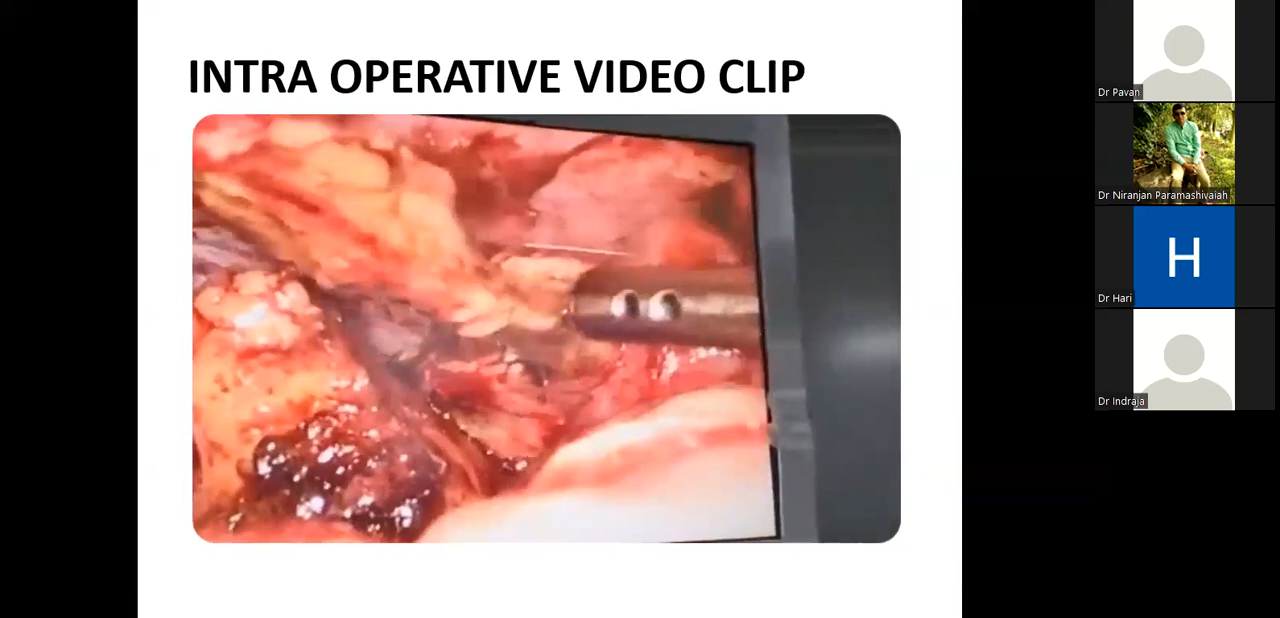 INTRA OPERATIVE VIDEO CLIP
Dr Pavan
Dr Niranjan Paramashivaiah
H
Dr Hari
Dr Indraja